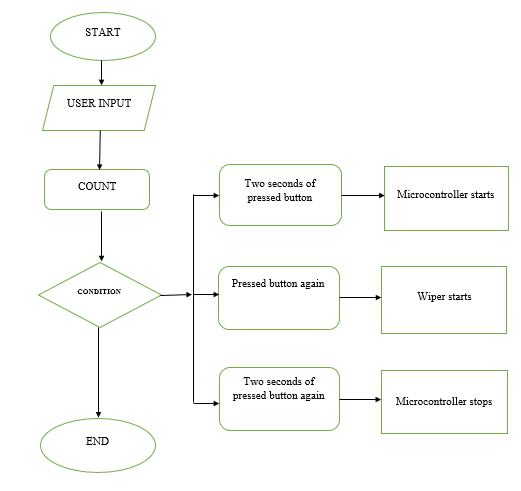 START
USER INPUT
COUNT
CONDITION
END
Two seconds of
pressed button
Microcontroller starts
Pressed button again
Wiper starts
Two seconds of
pressed button again
Microcontroller stops